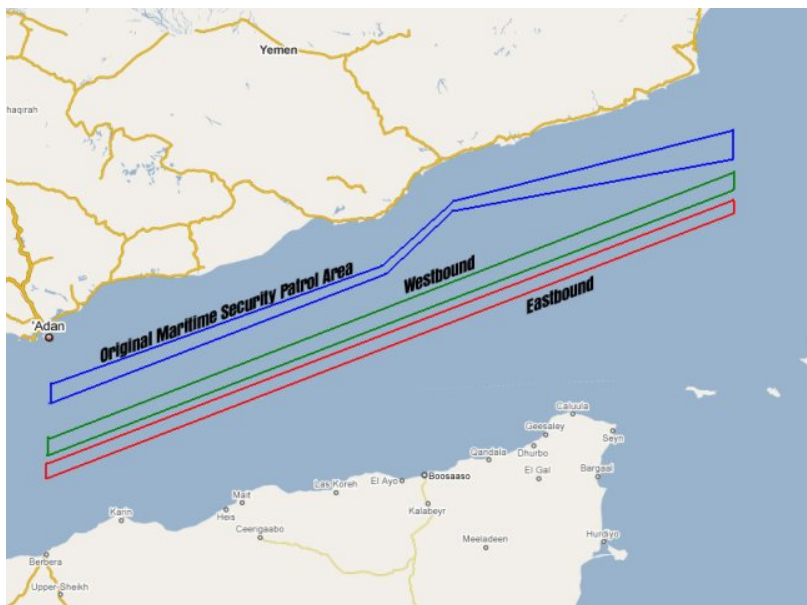 Yemen
haqirah
Original Maritime Security Patrol Area
Westbound
Eastbound
'Adan
Caluula
Geesaley
Seyn
Dhurbo
Qandala
Bargaal
El Gal
Boosaaso
El Ayo
Las Koreh
Mait
Heis
Karin
Kalabeyr
Ceerigaabo
Meeladeen
Hurdiyo
Berbera
Upper-Sheikh